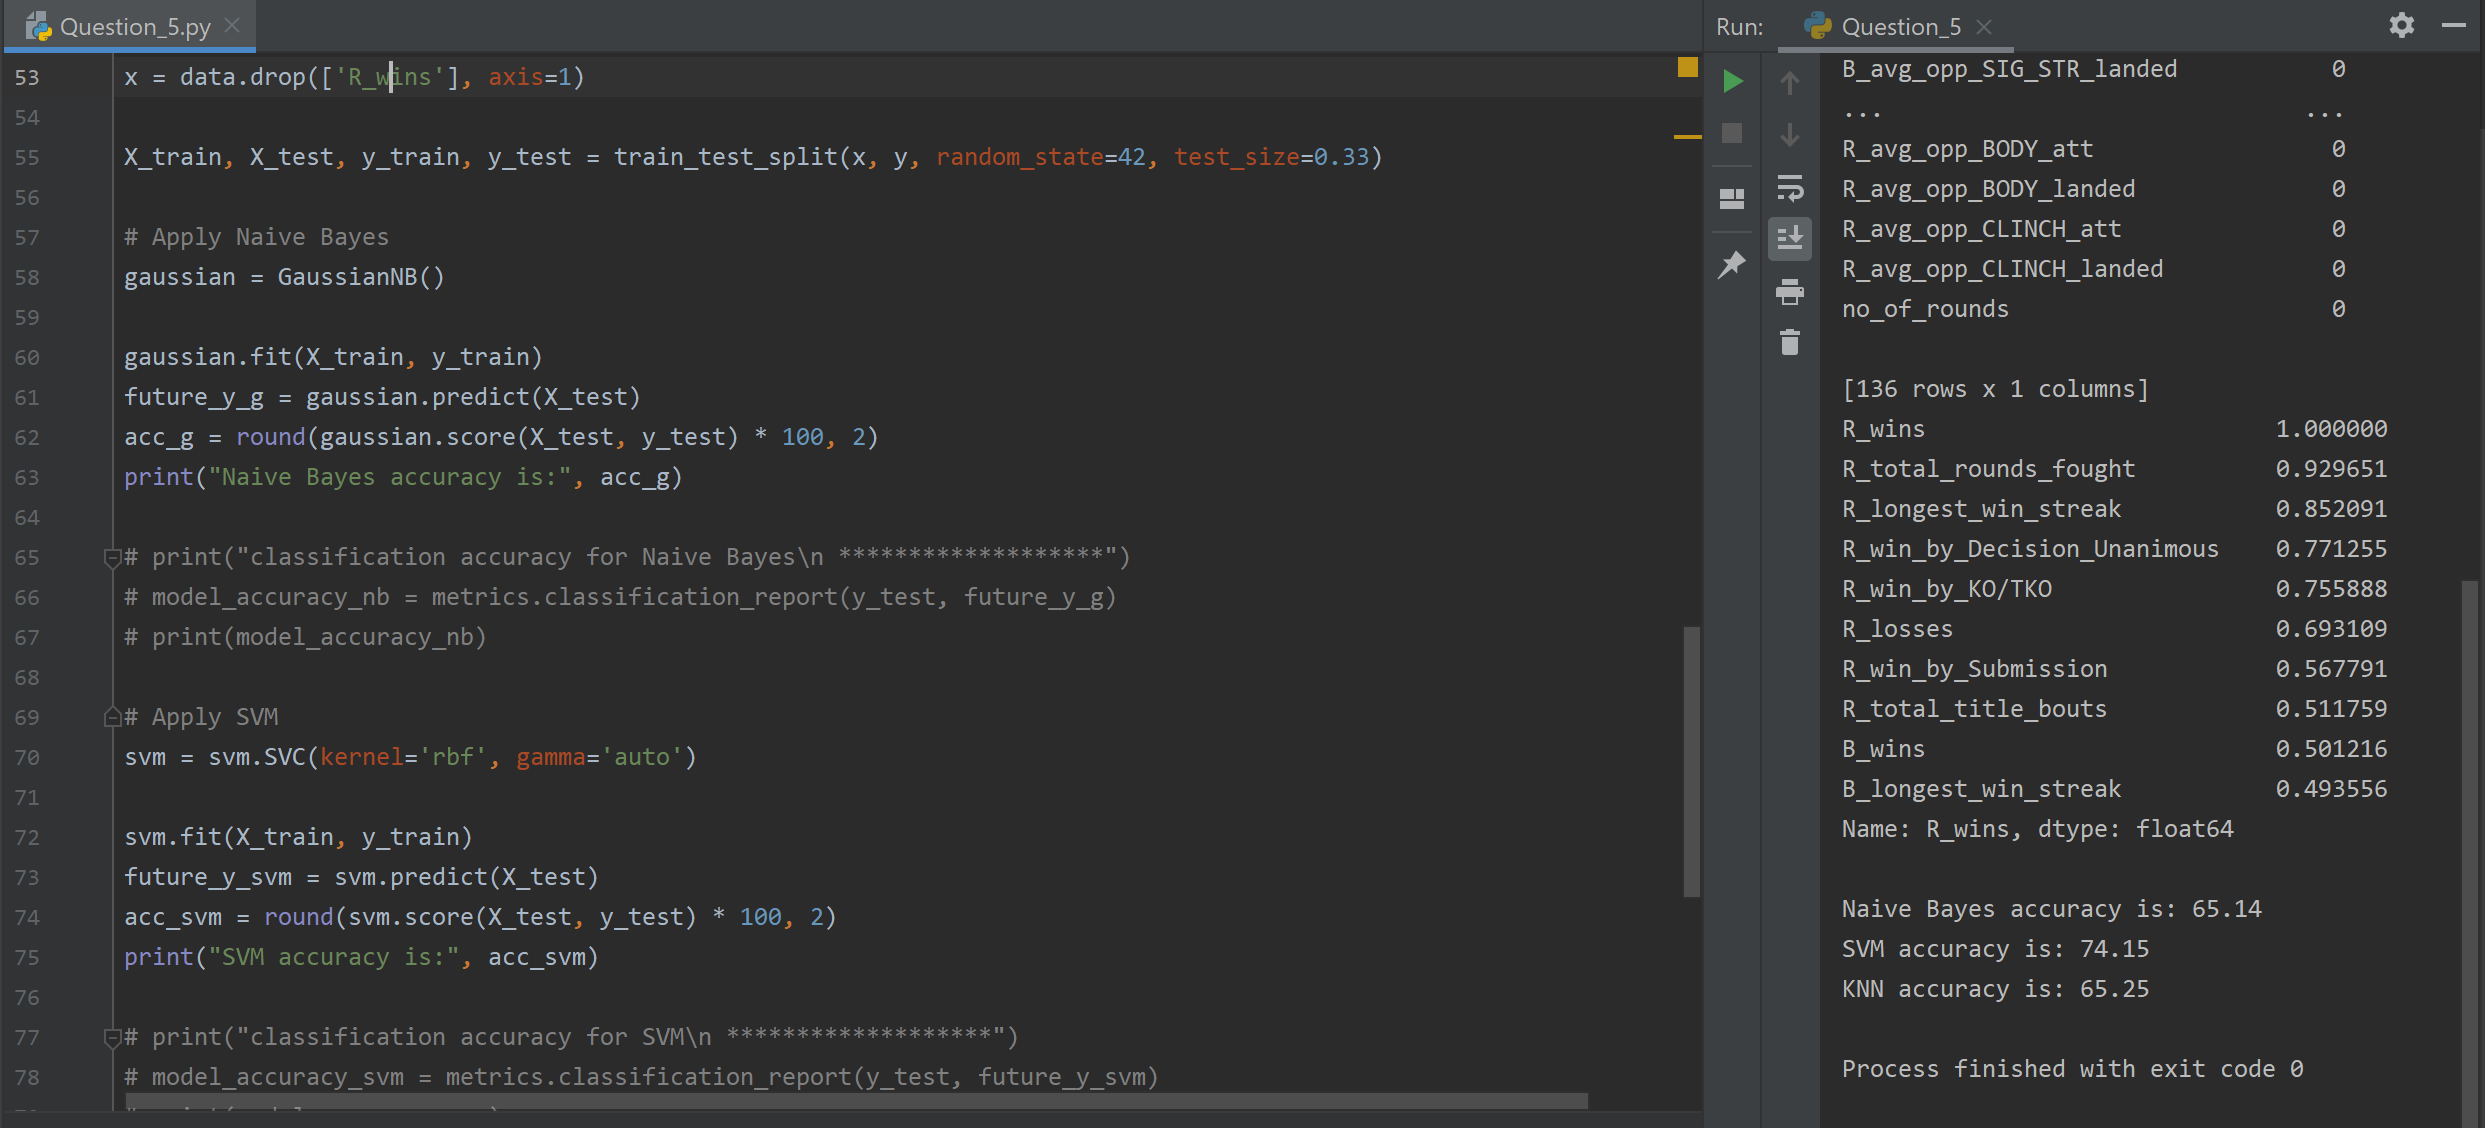 Question_5.py
53 x = data.drop(['R_wins'], axis=1)
54
55 X_train, X_test, y_train, y_test = train_test_split(x, y, random_state=42, test_size=0.33)
56
57 # Apply Naive Bayes
58 gaussian = GaussianNB()
59
60 gaussian.fit(X_train, y_train)
61 future_y_g = gaussian.predict(X_test)
62 acc_g = round(gaussian.score(X_test, y_test) * 100, 2)
63 print("Naive Bayes accuracy is:", acc_g)
64
65 # print("classification accuracy for Naive Bayes\n *******************")
66 # model_accuracy_nb = metrics.classification_report(y_test, future_y_g)
67 # print(model_accuracy_nb)
68
69 # Apply SVM
70 svm = svm.SVC(kernel='rbf', gamma='auto')
71
72 svm.fit(X_train, y_train)
73 future_y_svm = svm.predict(X_test)
74 acc_svm = round(svm.score(X_test, y_test) * 100, 2)
75 print("SVM accuracy is:", acc_svm)
76
77 # print("classification accuracy for SVM\n *******************")
78 # model_accuracy_svm = metrics.classification_report(y_test, future_y_svm)
Run: Question_5
B_avg_opp_SIG_STR_landed 0
... ...
R_avg_opp_BODY_att 0
R_avg_opp_BODY_landed 0
R_avg_opp_CLINCH_att 0
R_avg_opp_CLINCH_landed 0
no_of_rounds 0
[136 rows x 1 columns]
R_wins 1.000000
R_total_rounds_fought 0.929651
R_longest_win_streak 0.852091
R_win_by_Decision_Unanimous 0.771255
R_win_by_KO/TKO 0.755888
R_losses 0.693109
R_win_by_Submission 0.567791
R_total_title_bouts 0.511759
B_wins 0.501216
B_longest_win_streak 0.493556
Name: R_wins, dtype: float64
Naive Bayes accuracy is: 65.14
SVM accuracy is: 74.15
KNN accuracy is: 65.25
Process finished with exit code 0